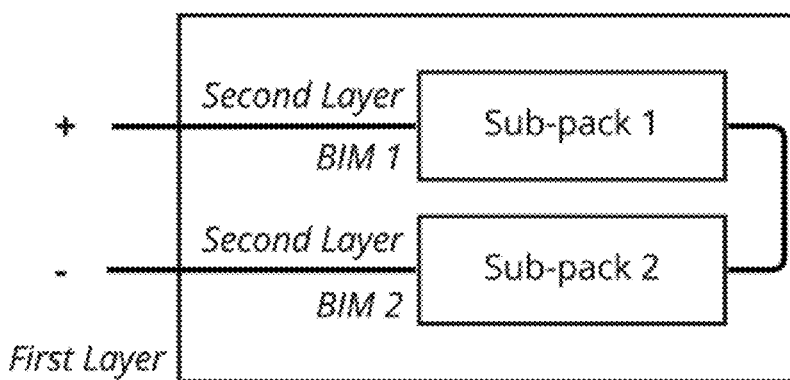 Second Layer
+
Sub-pack 1
BIM 1
Second Layer
-
Sub-pack 2
BIM 2
First Layer